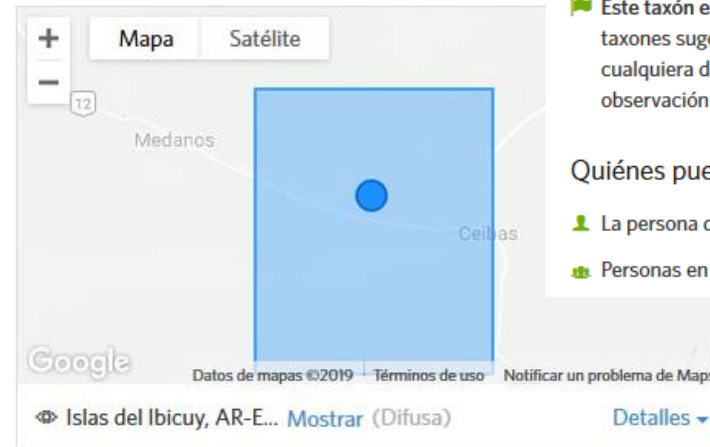 +
Mapa
Satélite
−
12
Medanos
Ceibas
Google
Datos de mapas ©2019
Términos de uso
Notificar un problema de Maps
Islas del Ibicuy, AR-E... Mostrar (Difusa)
Detalles
Este taxón e
taxones suge
cualquiera d
observación
Quiénes pue
La persona
Personas en